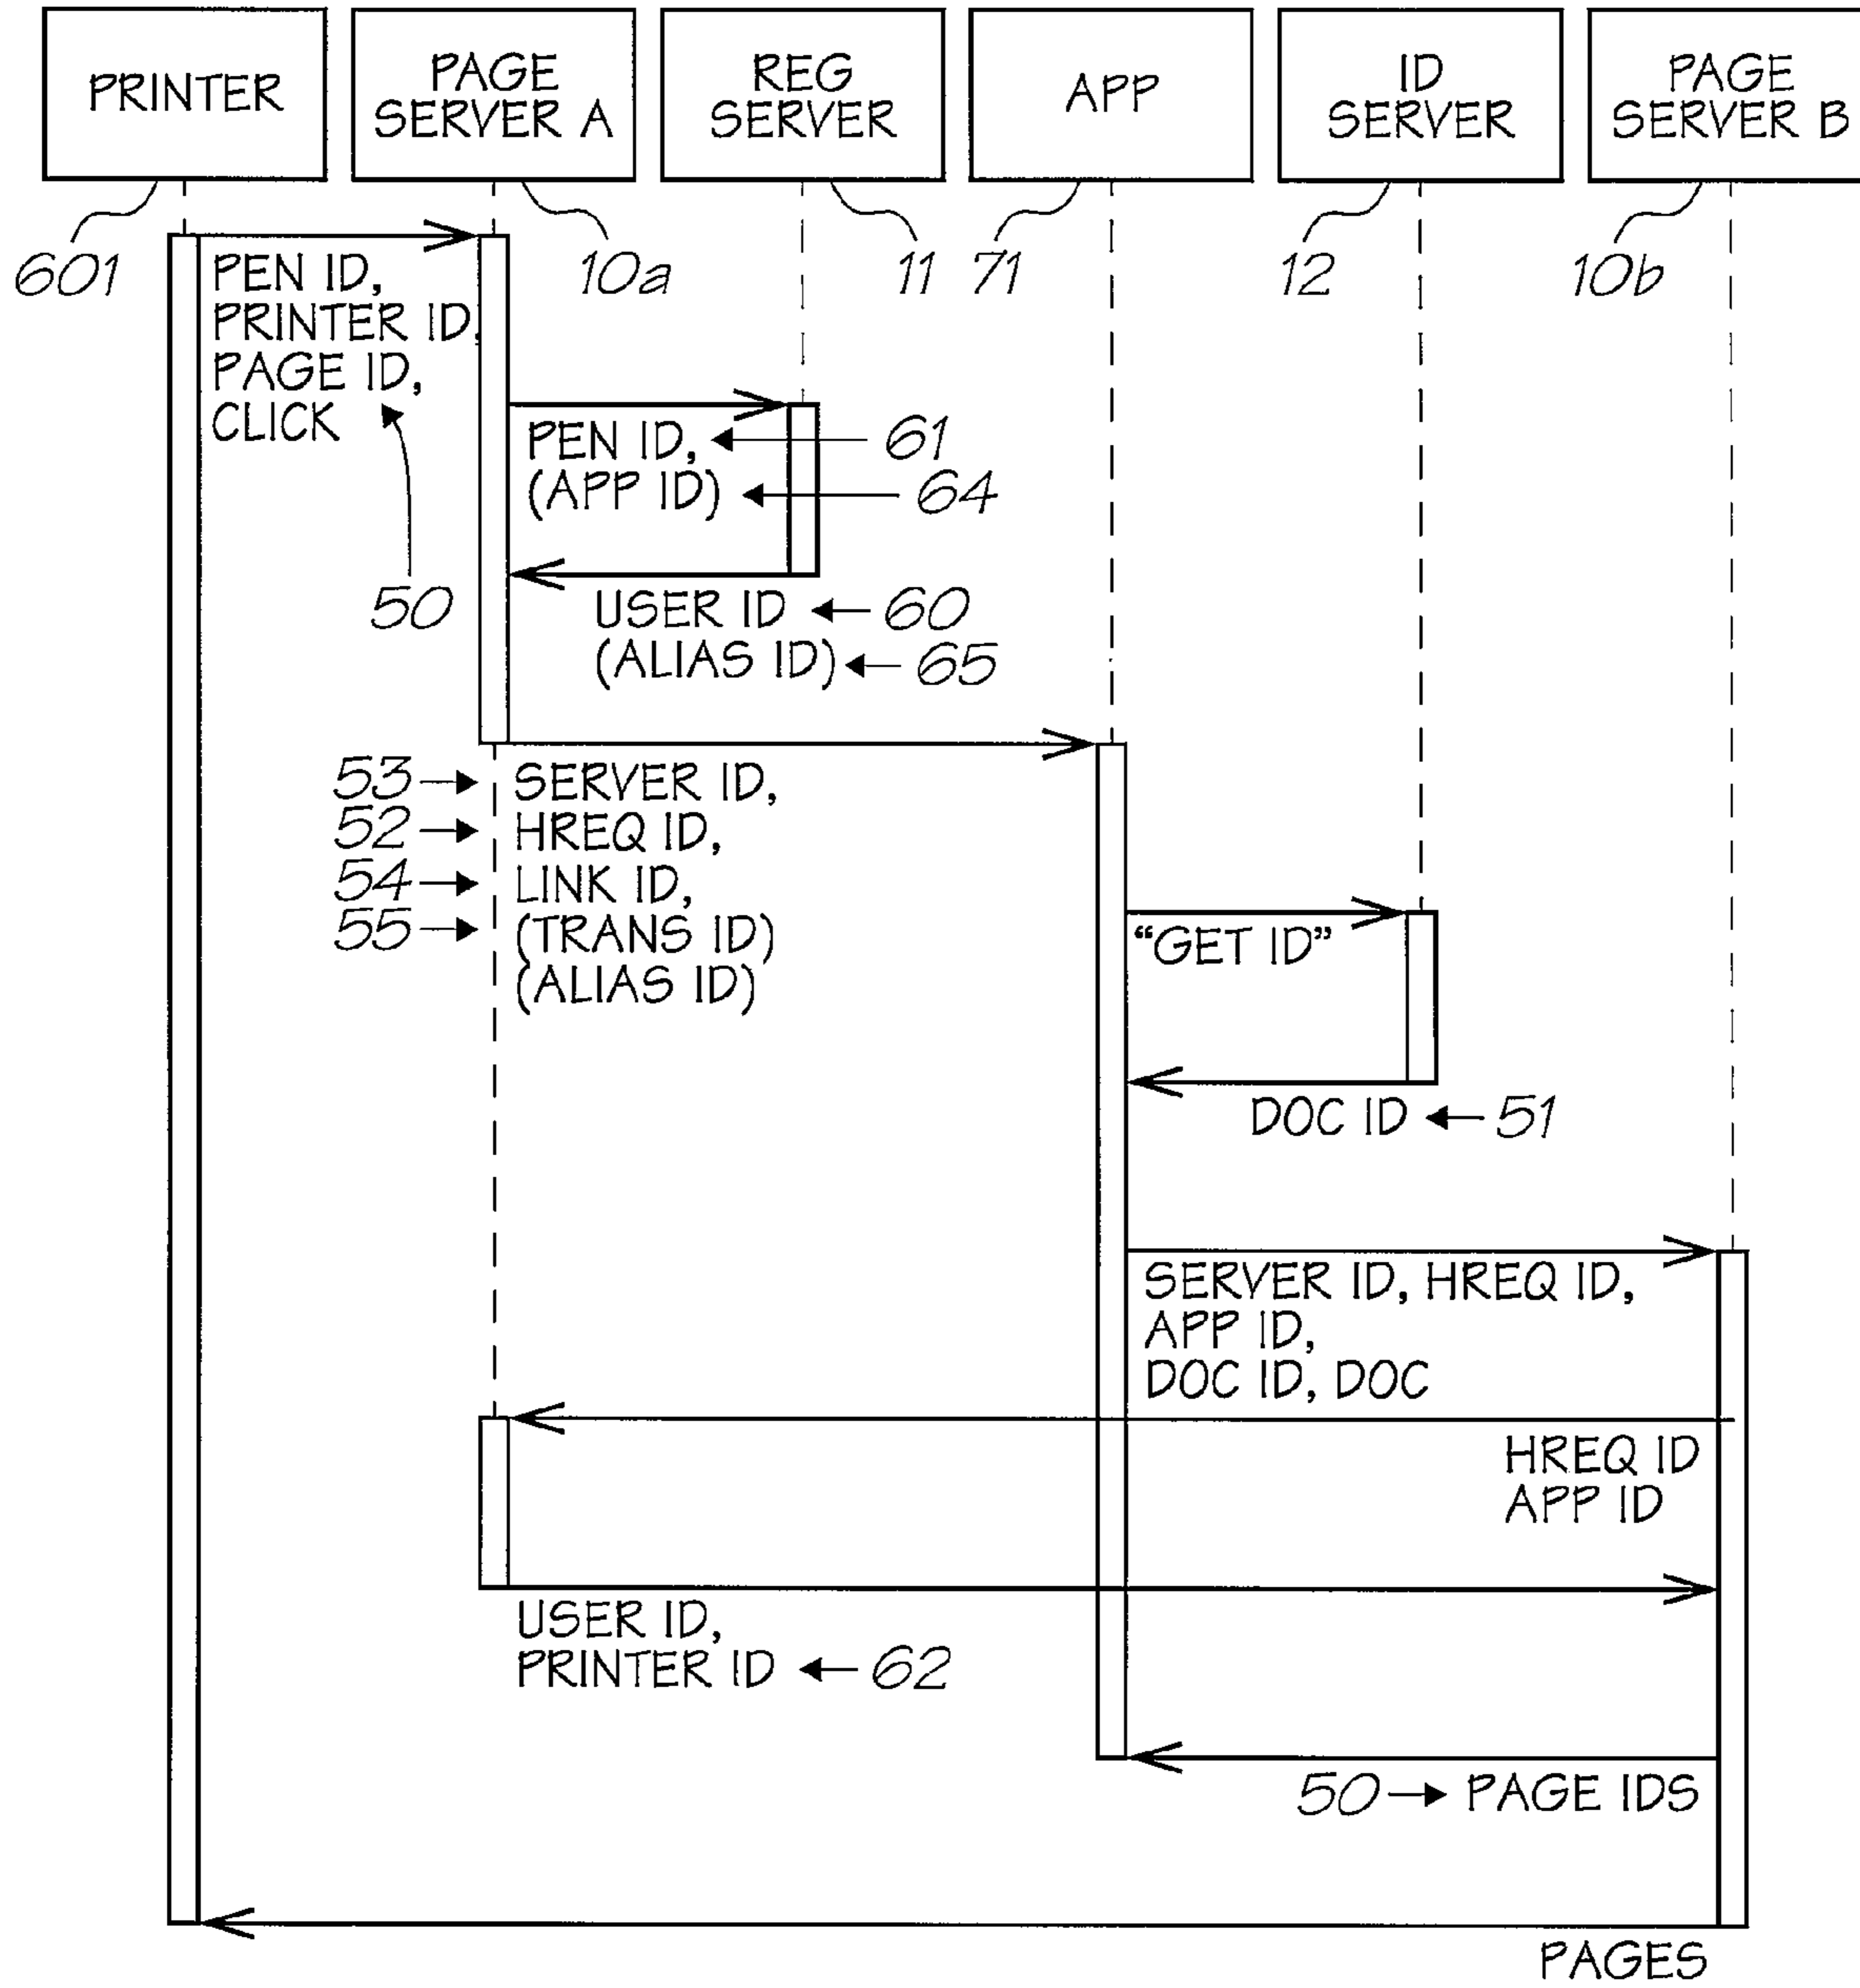 PRINTER
PAGE
SERVER A
REG
SERVER
APP
ID
SERVER
PAGE
SERVER B
601
10a
11
71
12
10b
PEN ID,
PRINTER ID,
PAGE ID,
CLICK
50
PEN ID,
61
(APP ID)
64
USER ID
60
(ALIAS ID)
65
53
SERVER ID,
52
HREQ ID,
54
LINK ID,
55
(TRANS ID)
(ALIAS ID)
“GET ID”
DOC ID
51
SERVER ID, HREQ ID,
APP ID,
DOC ID, DOC
HREQ ID
APP ID
USER ID,
PRINTER ID
62
50
PAGE IDS
PAGES